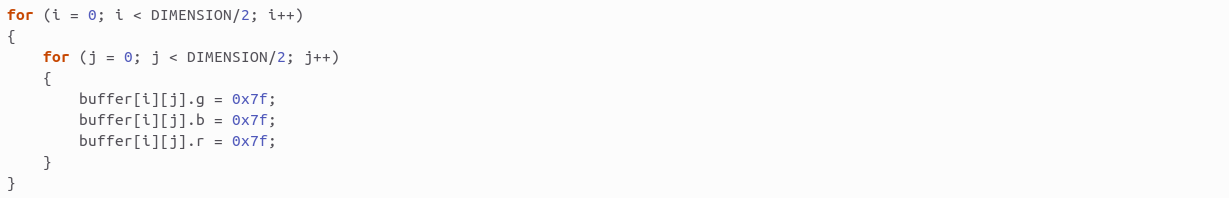 for (i = 0; i < DIMENSION/2; i++)
{
    for (j = 0; j < DIMENSION/2; j++)
    {
        buffer[i][j].g = 0x7f;
        buffer[i][j].b = 0x7f;
        buffer[i][j].r = 0x7f;
    }
}